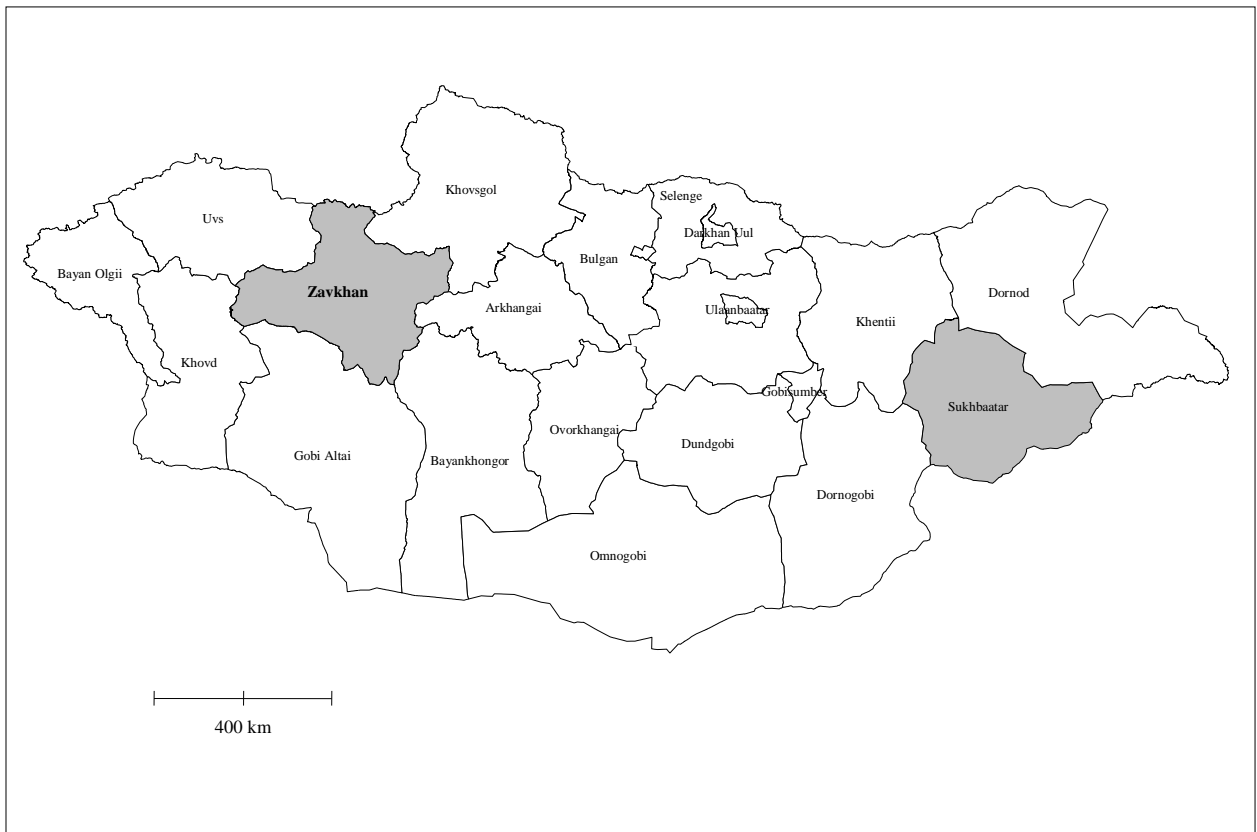 Khovsgol
Selenge
Uvs
Darkhan Uul
Bulgan
Bayan Olgii
Zavkhan
Dornod
Arkhangai
Ulaanbaatar
Khentii
Khovd
Gobisumber
Sukhbaatar
Ovorkhangai
Dundgobi
Gobi Altai
Bayankhongor
Dornogobi
Omnogobi
400 km